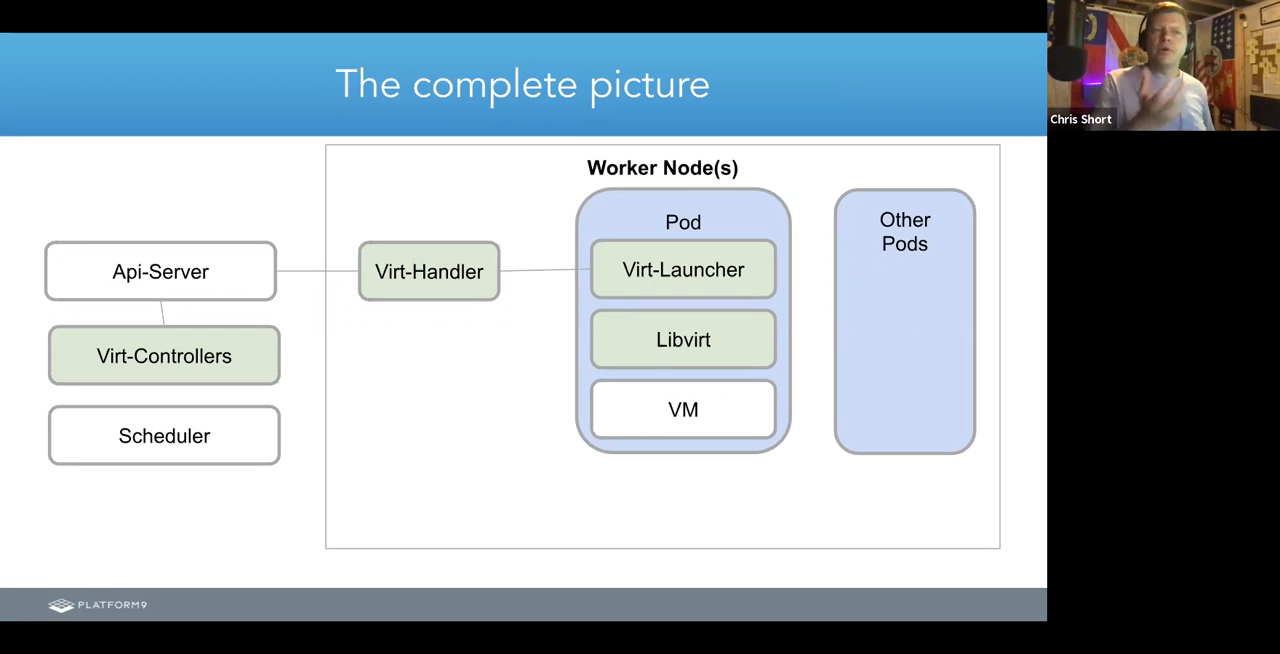 The complete picture
Chris Short
Worker Node(s)
Pod
Other
Pods
Api-Server
Virt-Handler
Virt-Launcher
Virt-Controllers
Libvirt
Scheduler
VM
PLATFORM9